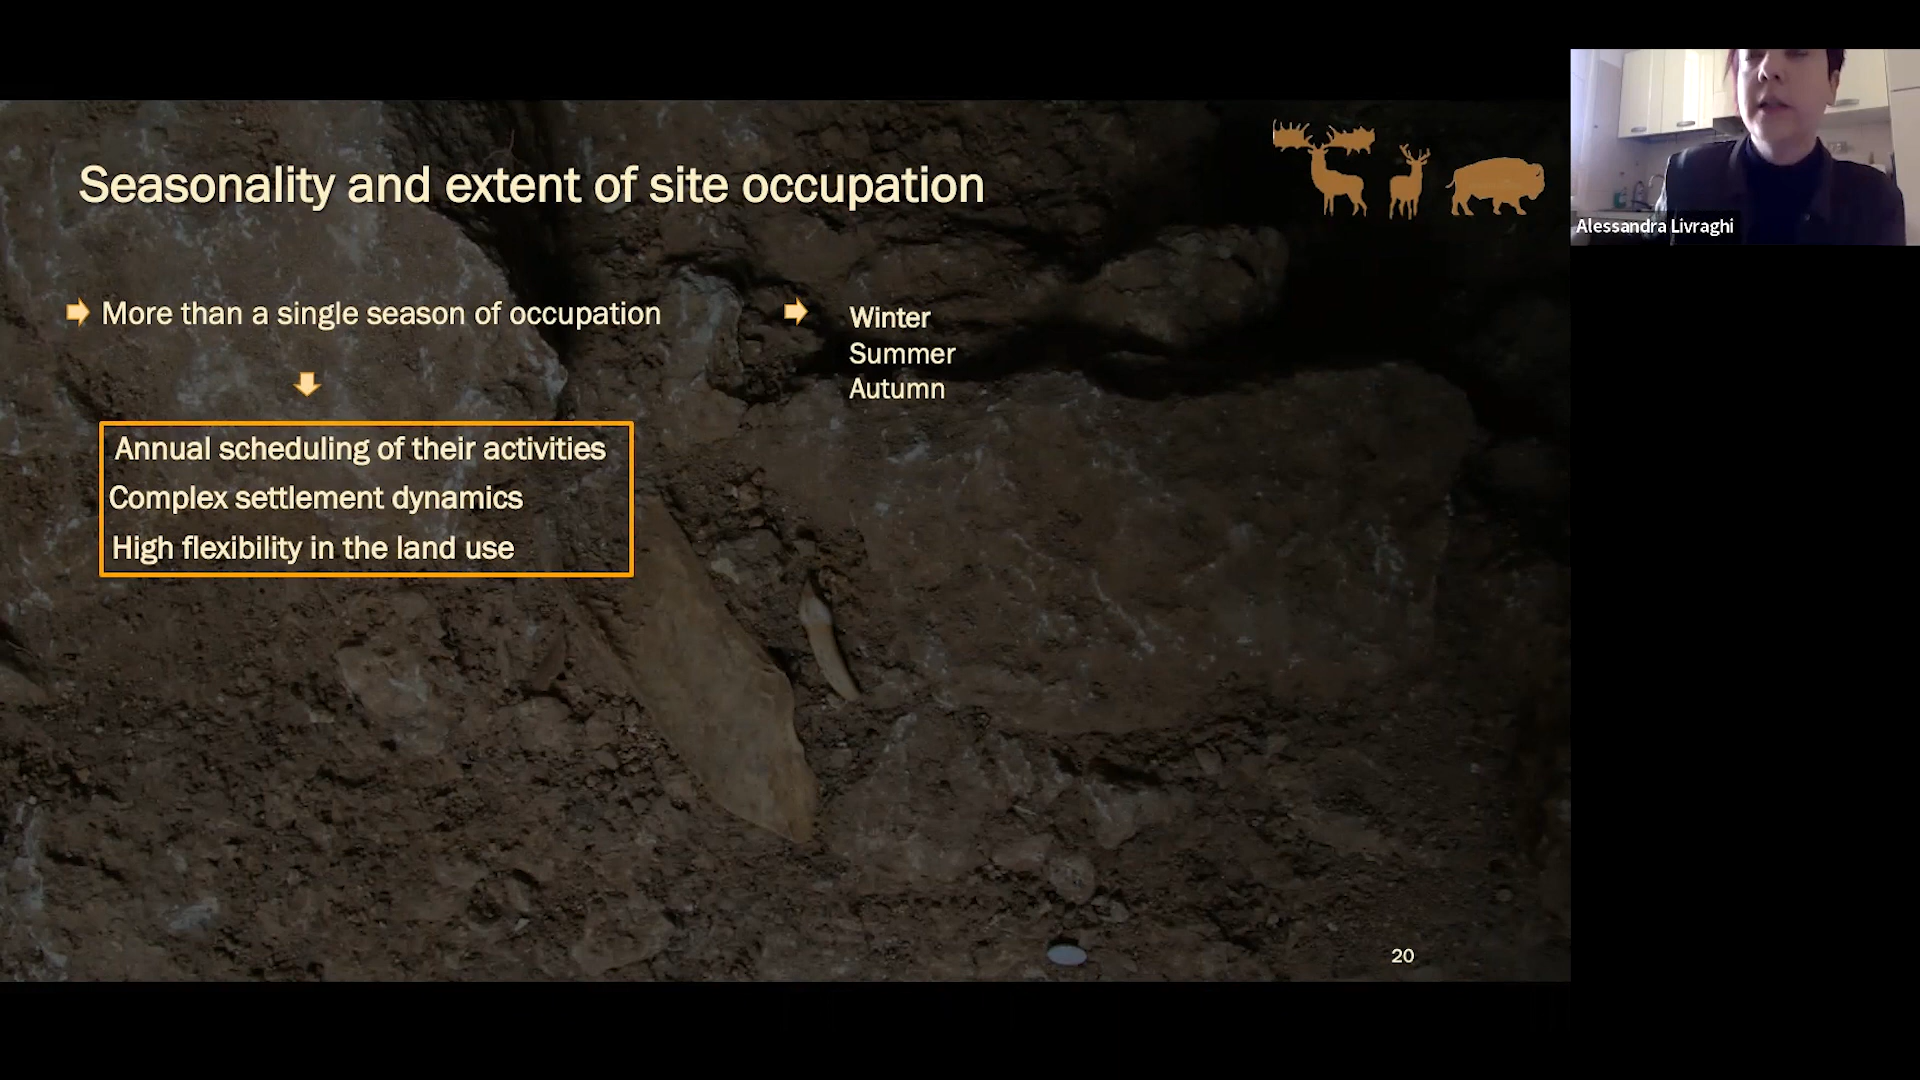 Seasonality and extent of site occupation
More than a single season of occupation
Winter
Summer
Autumn
Annual scheduling of their activities
Complex settlement dynamics
High flexibility in the land use
20
Alessandra Livraghi